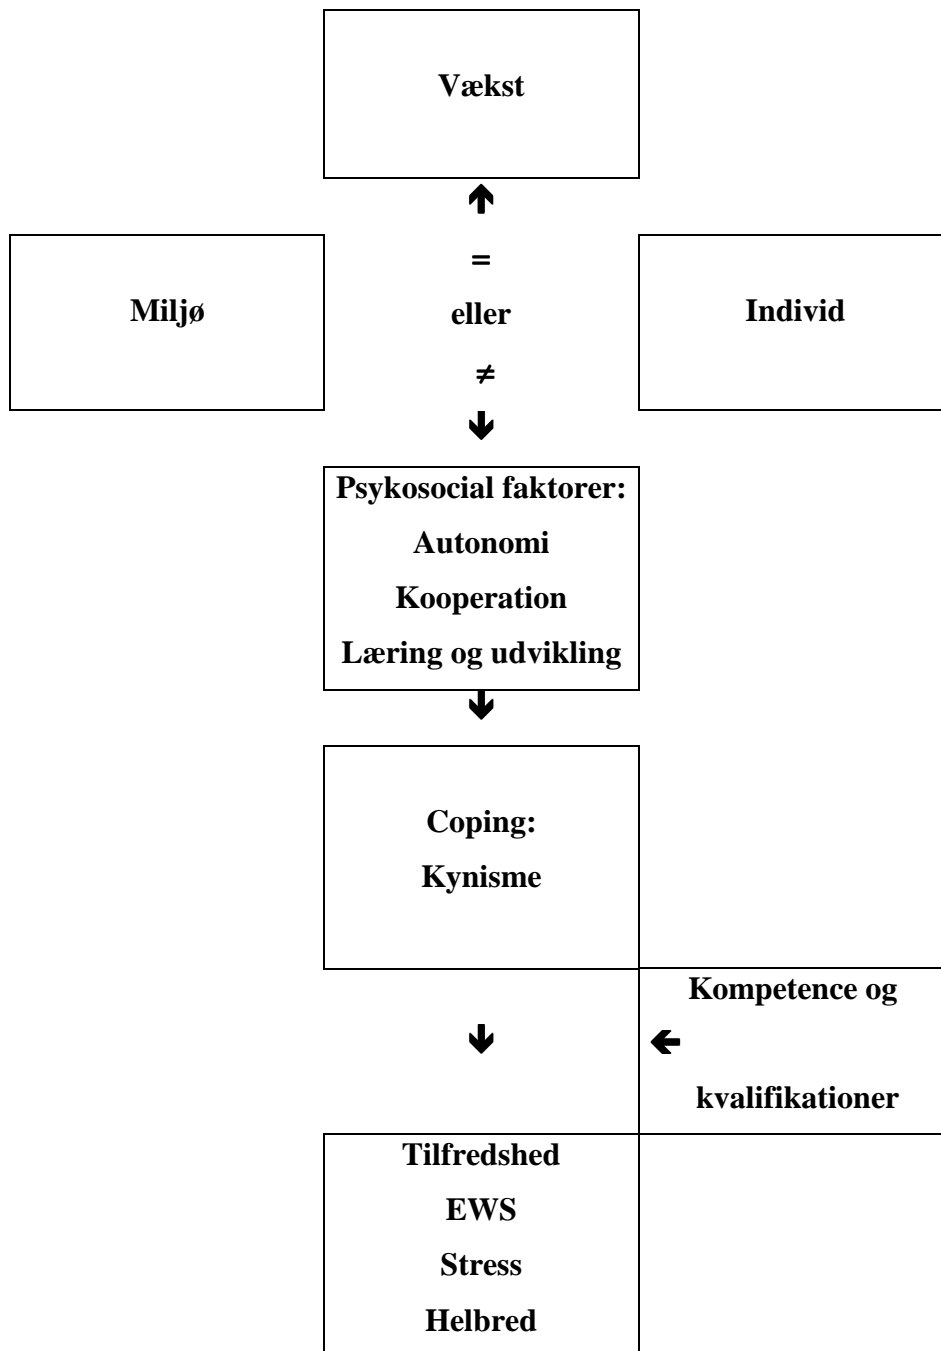 Vækst
🡹
=
Miljø
eller
Individ
≠
🡻
Psykosocial faktorer:
Autonomi
Kooperation
Læring og udvikling
🡻
Coping:
Kynisme
Kompetence og
🡻
🡸
kvalifikationer
Tilfredshed
EWS
Stress
Helbred